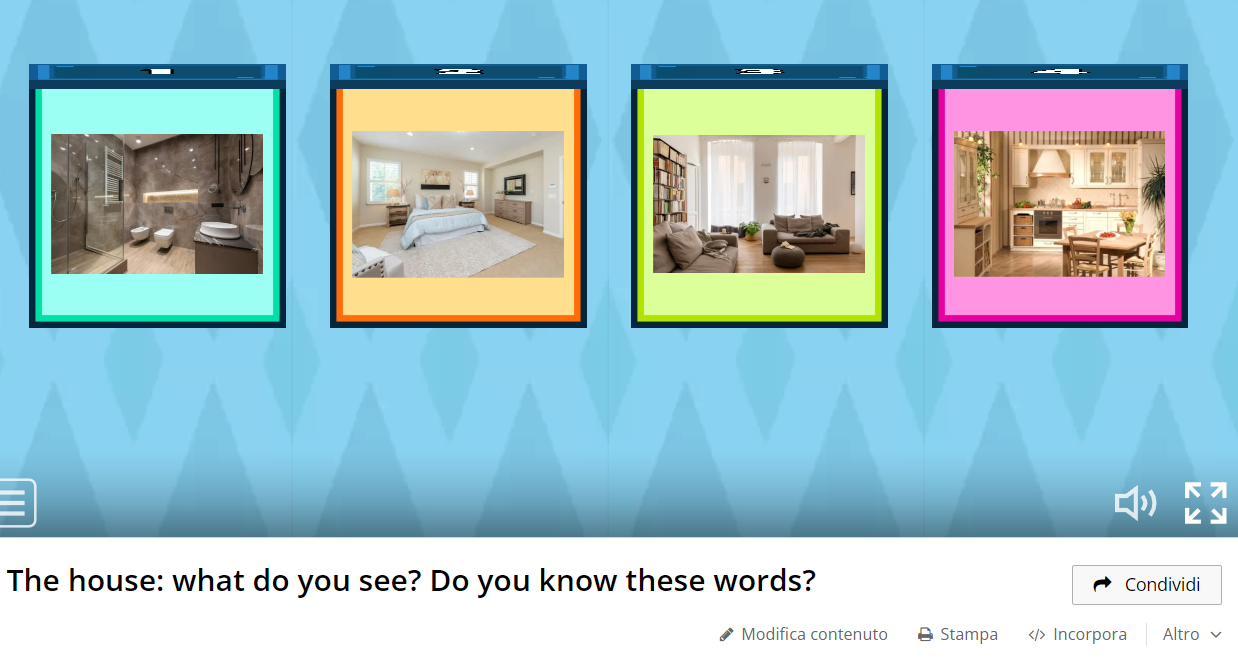 The house: what do you see? Do you know these words?
Condividi
Modifica contenuto
Stampa
Incorpora
Altro